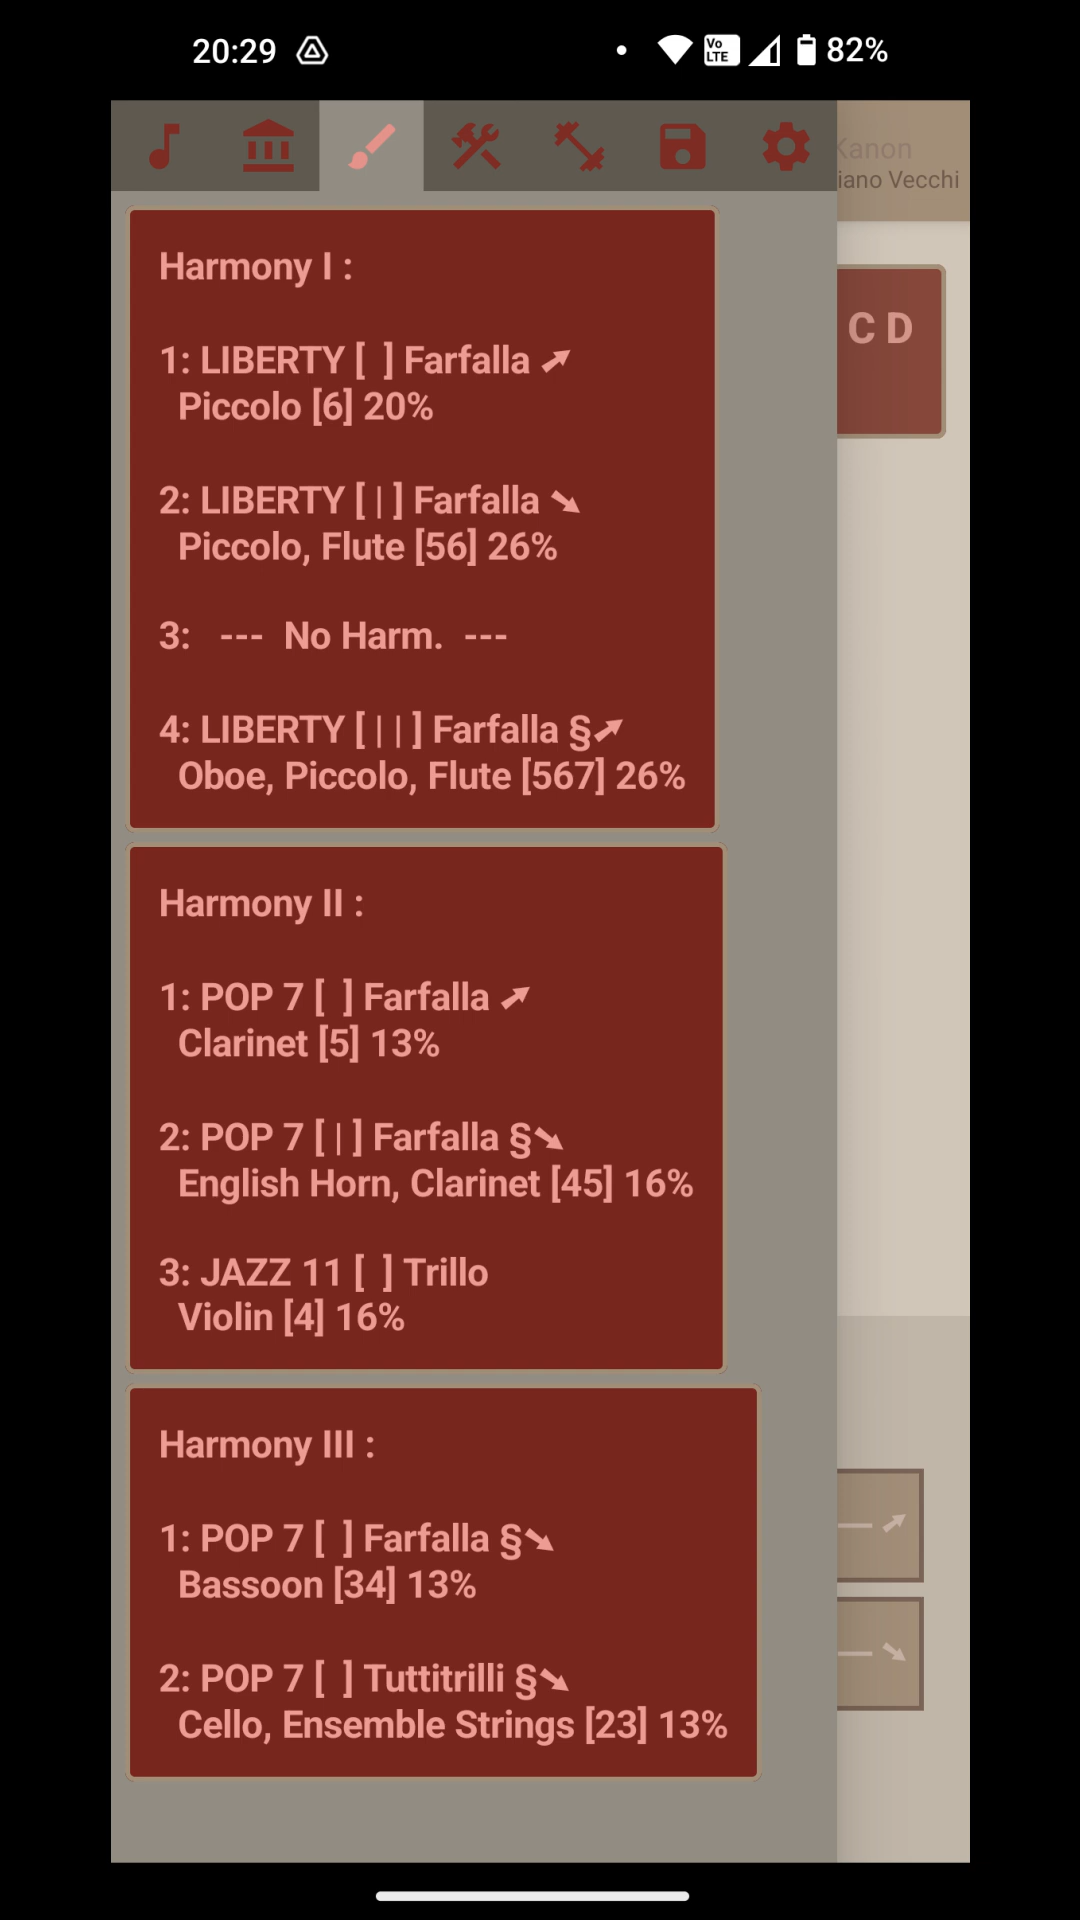 20:29
Vo
LTE
82%
Kanon
iano Vecchi
C D
Harmony I :
1: LIBERTY [  ] Farfalla ➚
Piccolo [6] 20%
2: LIBERTY [ | ] Farfalla ➘
Piccolo, Flute [56] 26%
3:   ---  No Harm.  ---
4: LIBERTY [ | | ] Farfalla §➚
Oboe, Piccolo, Flute [567] 26%
Harmony II :
1: POP 7 [  ] Farfalla ➚
Clarinet [5] 13%
2: POP 7 [ | ] Farfalla §➘
English Horn, Clarinet [45] 16%
3: JAZZ 11 [  ] Trillo
Violin [4] 16%
Harmony III :
1: POP 7 [  ] Farfalla §➘
Bassoon [34] 13%
2: POP 7 [  ] Tuttitrilli §➘
Cello, Ensemble Strings [23] 13%
— ➚
— ➘